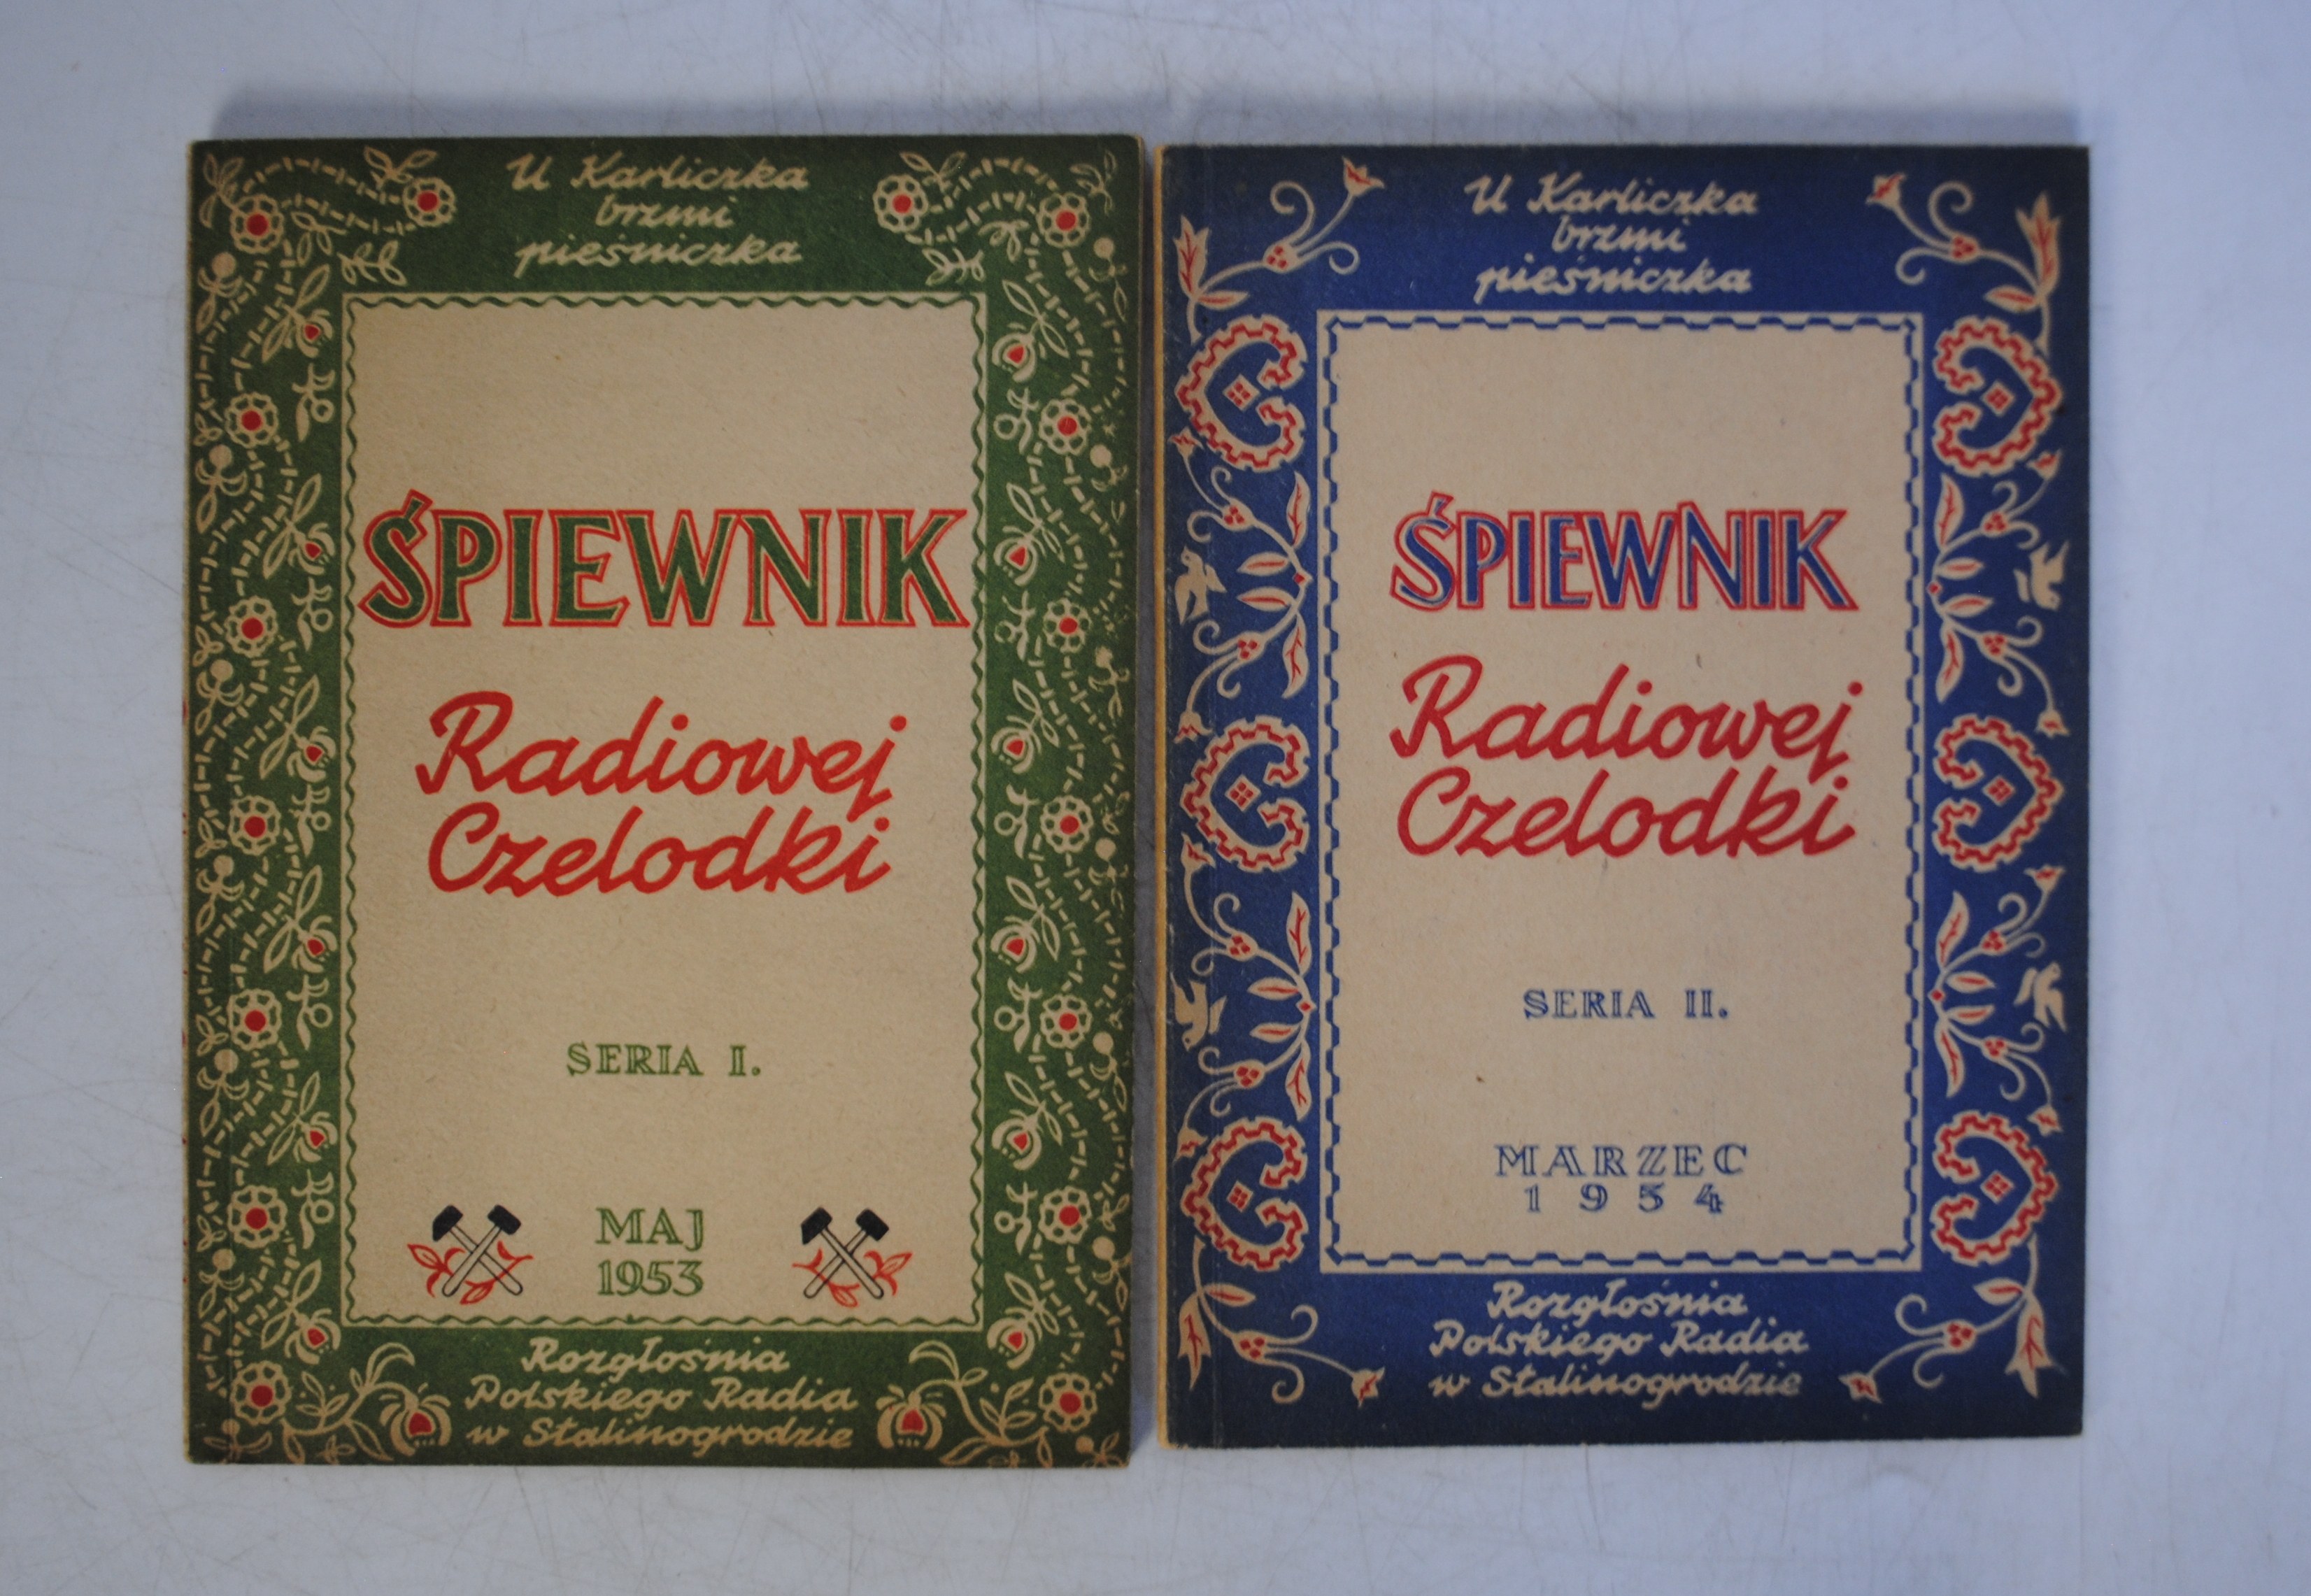 U Karliczka
brzmi
pieśniczka
ŚPIEWNIK
Radiowej
Czelodki
SERIA I.
MAJ
1953
Rozgłośnia
Polskiego Radia
w Stalinogrodzie
U Karliczka
brzmi
pieśniczka
ŚPIEWNIK
Radiowej
Czelodki
SERIA II.
MARZEC
1954
Rozgłośnia
Polskiego Radia
w Stalinogrodzie